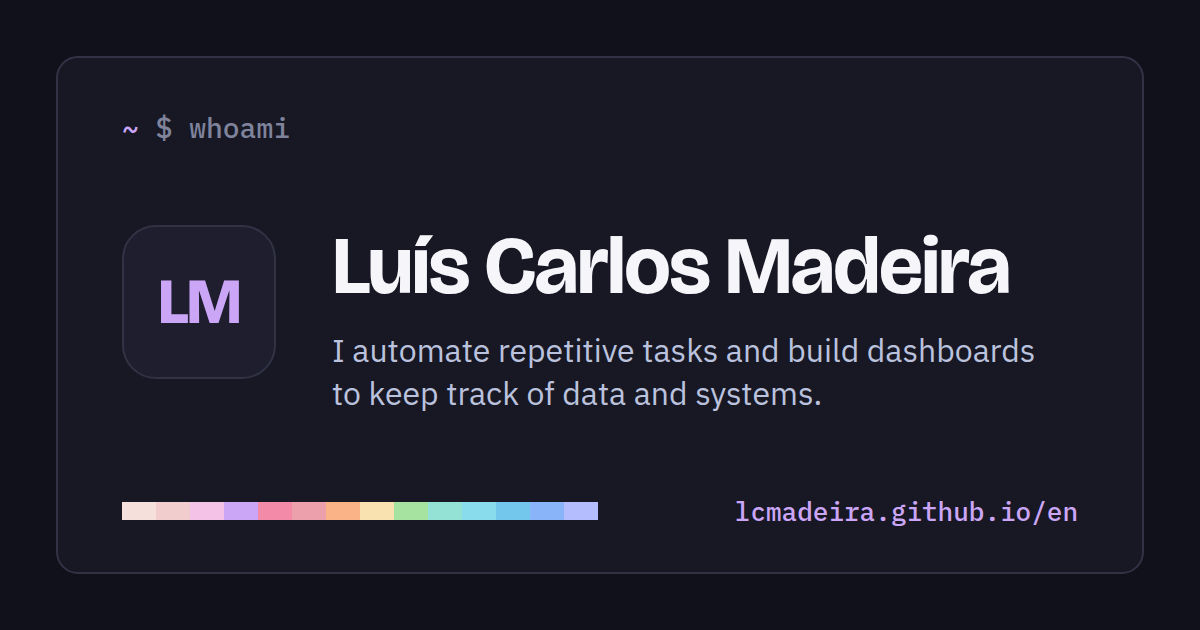 ~ $ whoami
LM
Luís Carlos Madeira
I automate repetitive tasks and build dashboards
to keep track of data and systems.
lcmadeira.github.io/en